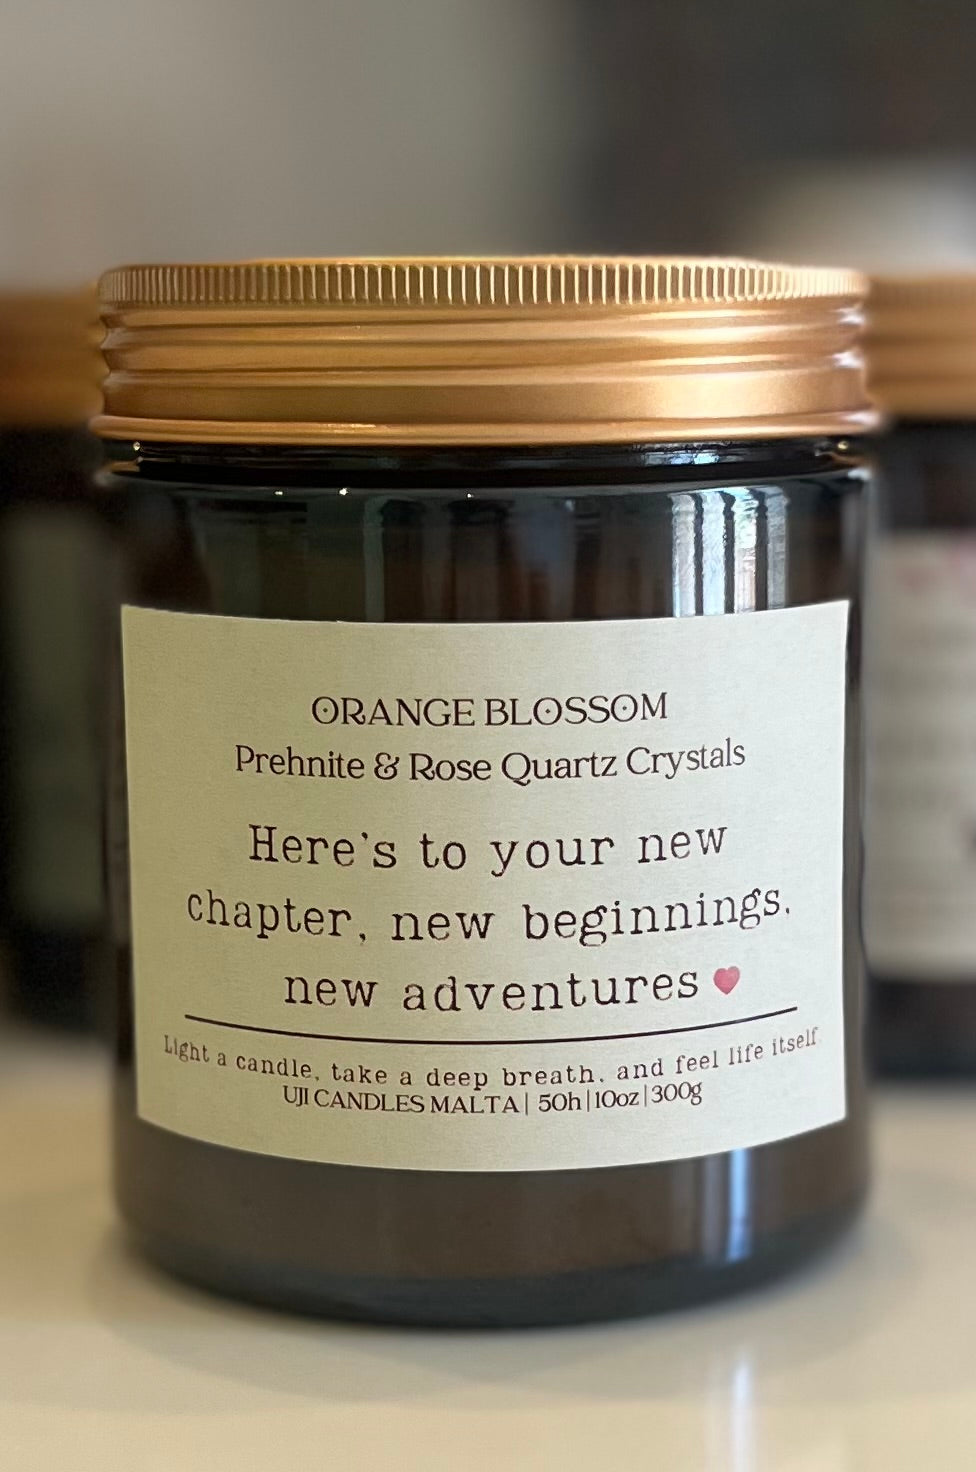 ORANGE BLOSSOM
Prehnite & Rose Quartz Crystals
Here's to your new
chapter, new beginnings,
new adventures ❤
Light a candle, take a deep breath, and feel life itself
UJI CANDLES MALTA | 50h | 10oz | 300g